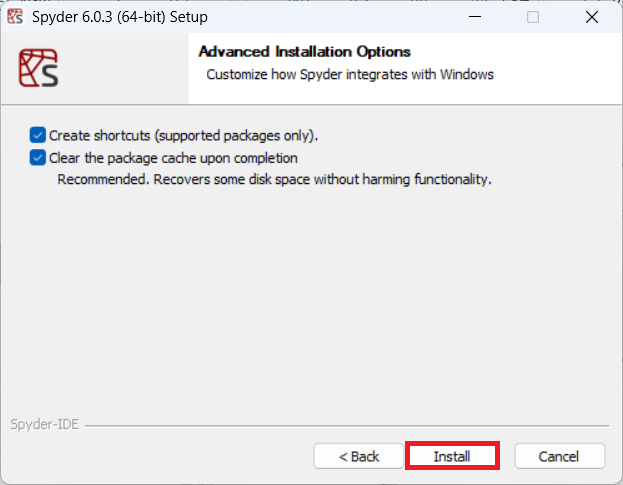 Spyder 6.0.3 (64-bit) Setup
Advanced Installation Options
Customize how Spyder integrates with Windows
Create shortcuts (supported packages only).
Clear the package cache upon completion
Recommended. Recovers some disk space without harming functionality.
Spyder-IDE
< Back
Install
Cancel